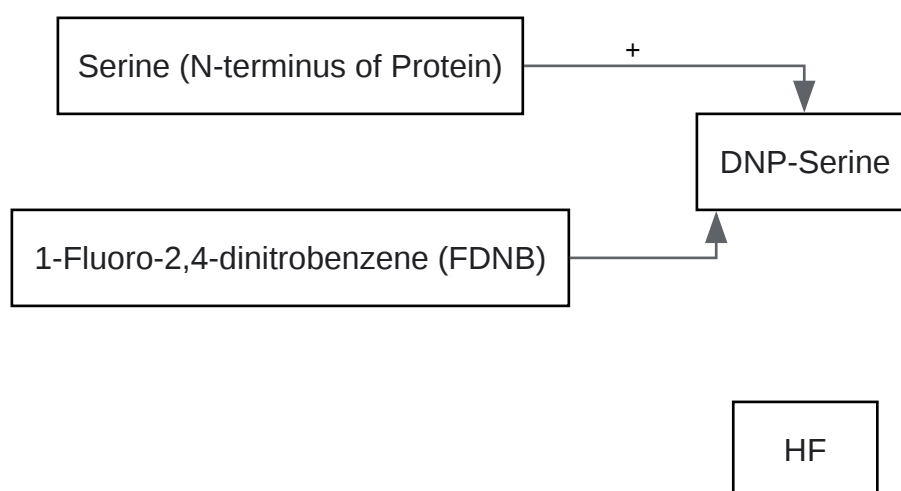 Serine (N-terminus of Protein)
+
DNP-Serine
1-Fluoro-2,4-dinitrobenzene (FDNB)
HF